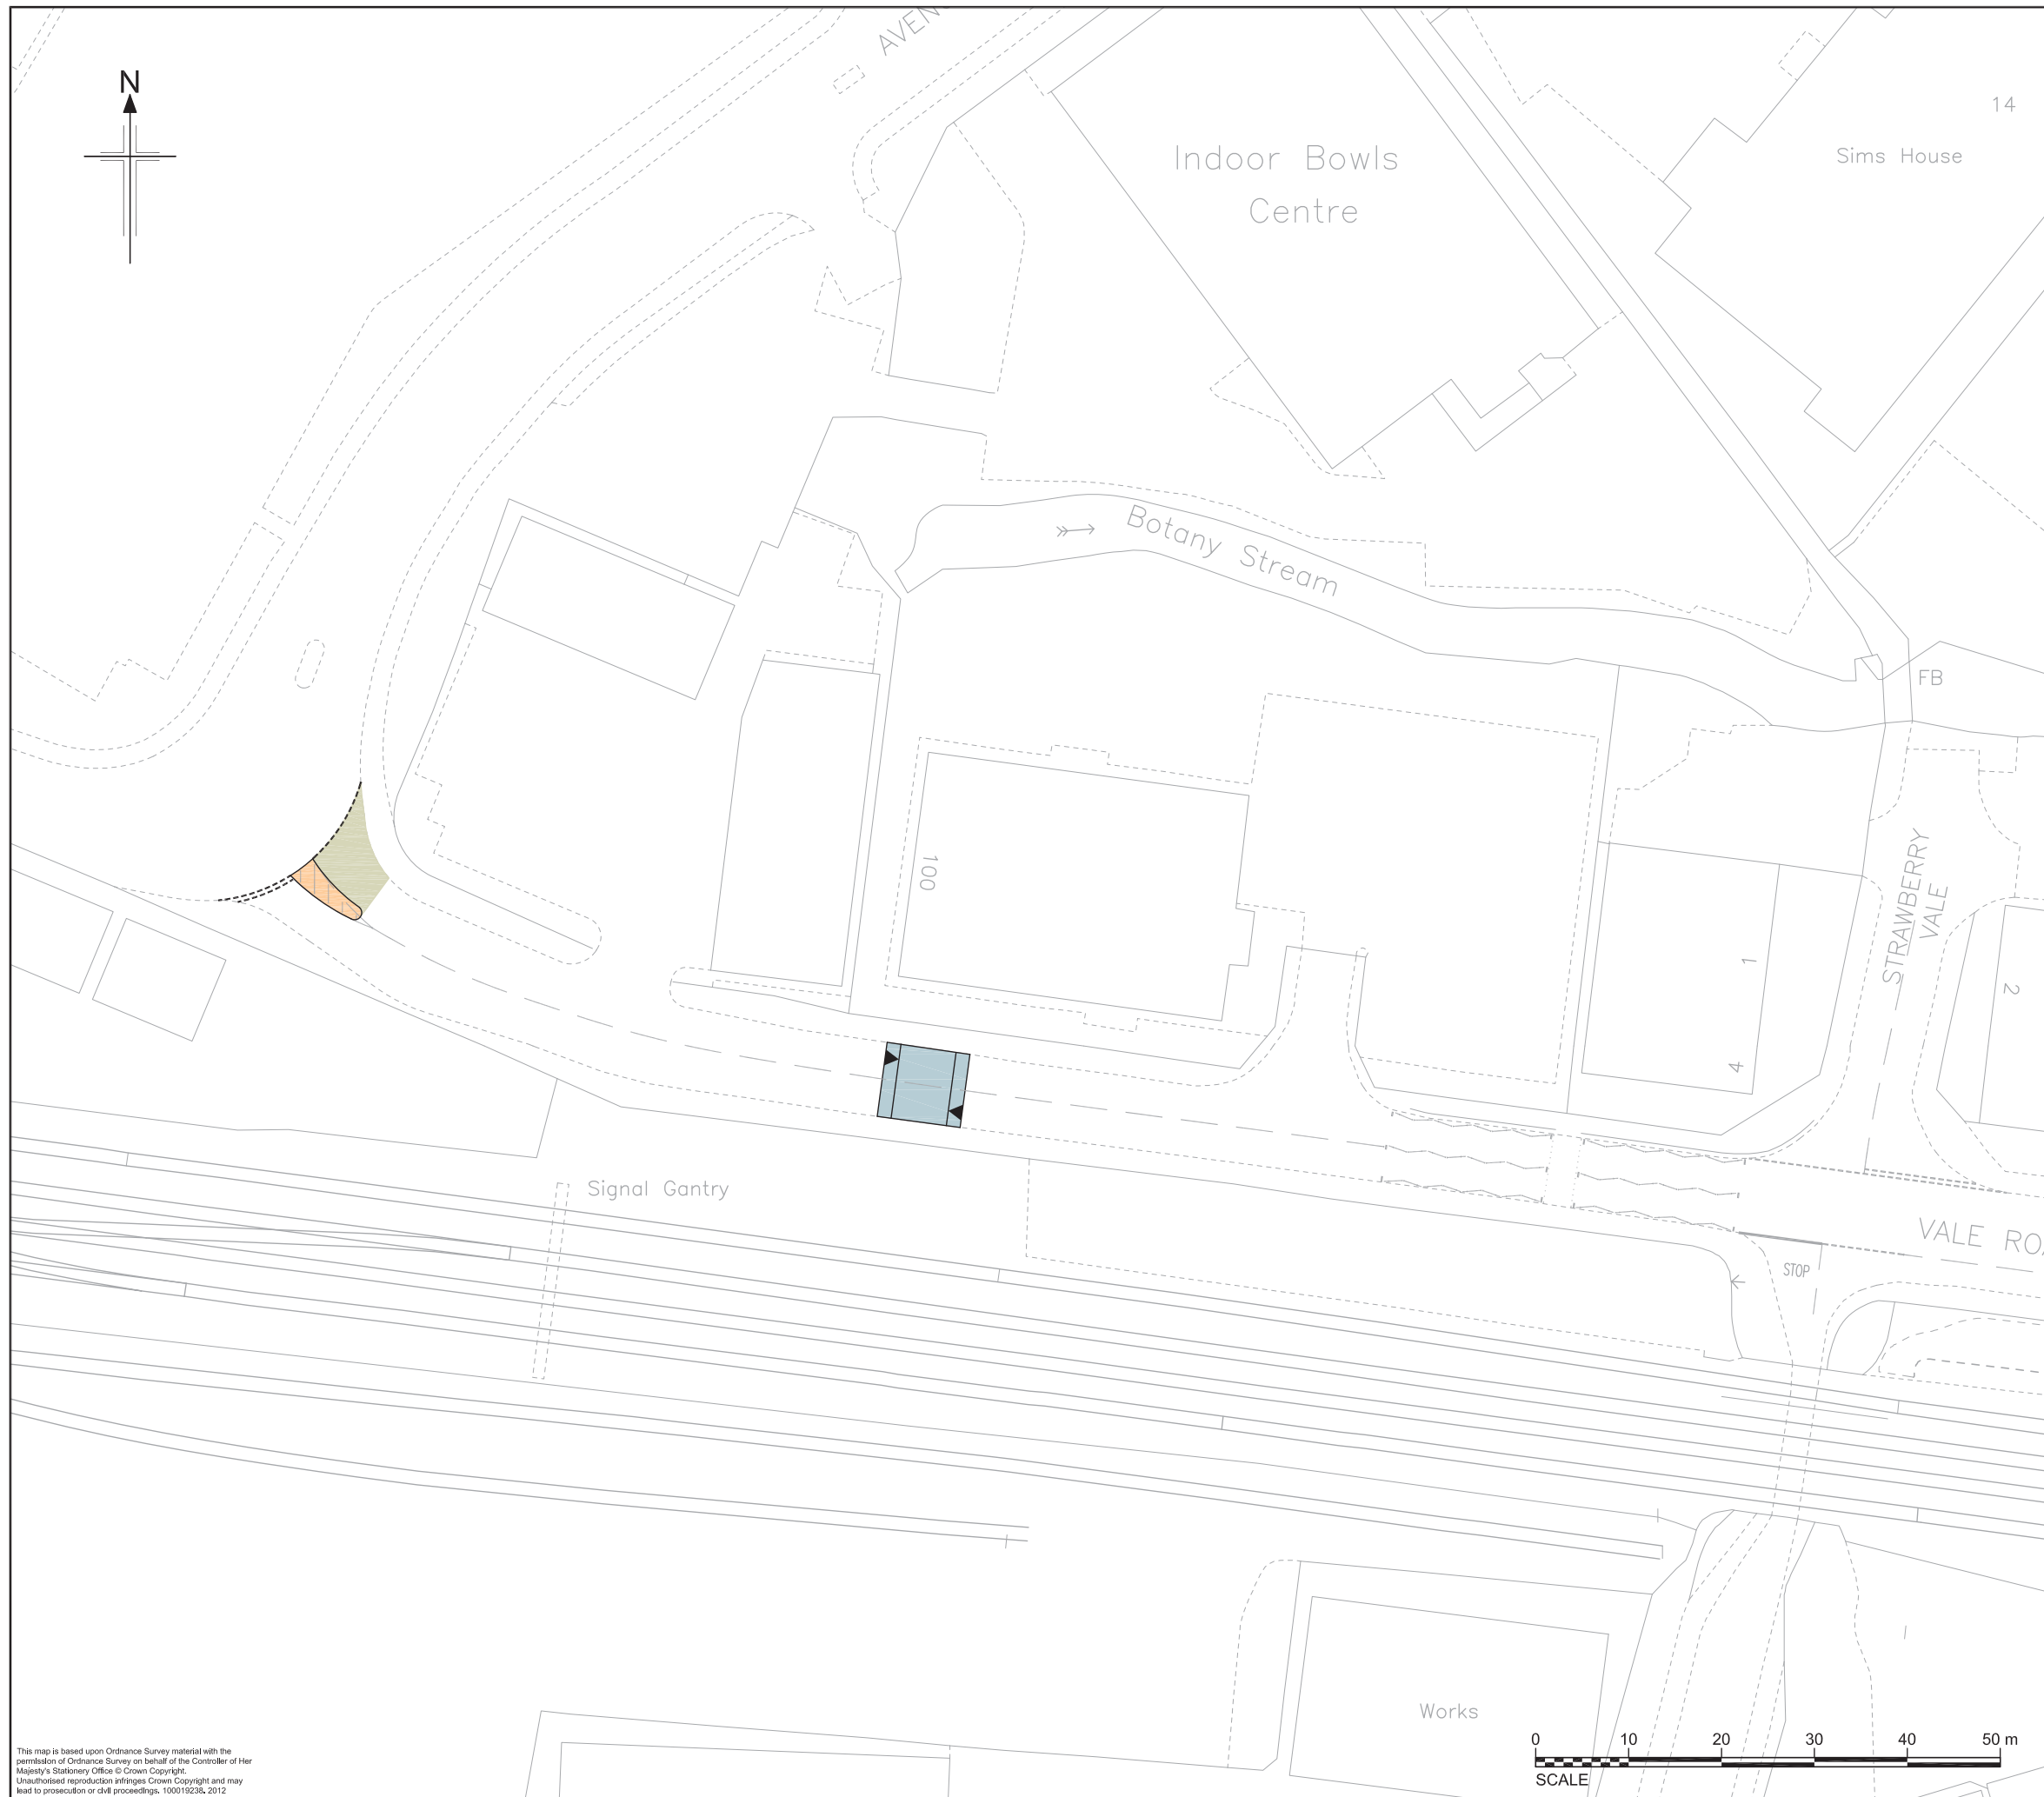 N
14
Indoor Bowls
Centre
Sims House
Botany Stream
FB
100
STRAWBERRY
VALE
1
2
4
Signal Gantry
STOP
Works
0 10 20 30 40 50 m
SCALE
This map is based upon Ordnance Survey material with the
permission of Ordnance Survey on behalf of the Controller of Her
Majesty's Stationery Office © Crown Copyright.
Unauthorised reproduction infringes Crown Copyright and may
lead to prosecution or civil proceedings. 100019238, 2012